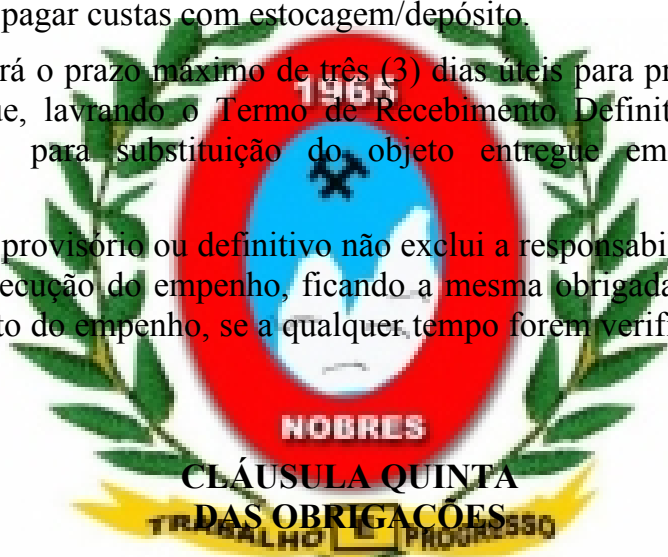 pagar custas com estocagem/depósito.
rá o prazo máximo de três (3) dias úteis para pr
1965
ue, lavrando o Termo de Recebimento Definit
para substituição do objeto entregue em
provisório ou definitivo não exclui a responsabi
ecução do empenho, ficando a mesma obrigada
to do empenho, se a qualquer tempo forem verif
NOBRES
CLÁUSULA QUINTA
DAS OBRIGAÇÕES
TRABALHO E PROGRESSO